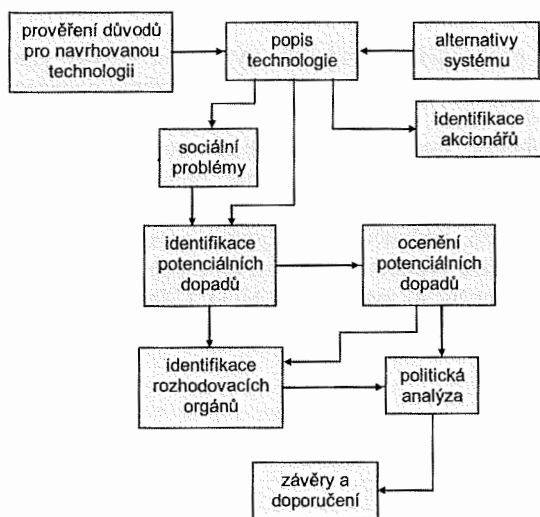 prověření důvodů
pro navrhovanou
technologii
popis
technologie
alternativy
systému
identifikace
akcionářů
sociální
problémy
identifikace
potenciálních
dopadů
ocenění
potenciálních
dopadů
identifikace
rozhodovacích
orgánů
politická
analýza
závěry a
doporučení